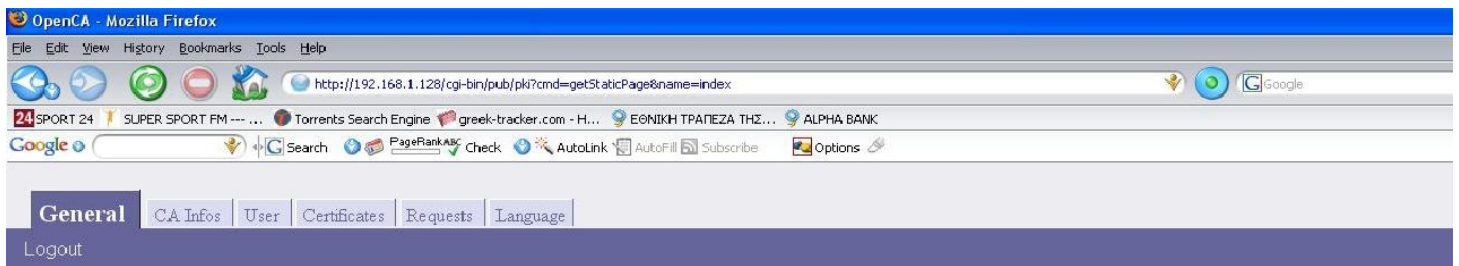 OpenCA - Mozilla Firefox
File Edit View History Bookmarks Tools Help
http://192.168.1.128/cgi-bin/pub/pki?cmd=getStaticPage&name=index Google
24 SPORT 24 SUPER SPORT FM --- ... Torrents Search Engine greek-tracker.com - H... ΕΘΝΙΚΗ ΤΡΑΠΕΖΑ ΤΗΣ... ALPHA BANK
Google Search PageRank ABC Check AutoLink AutoFill Subscribe Options
General CA Infos User Certificates Requests Language
Logout